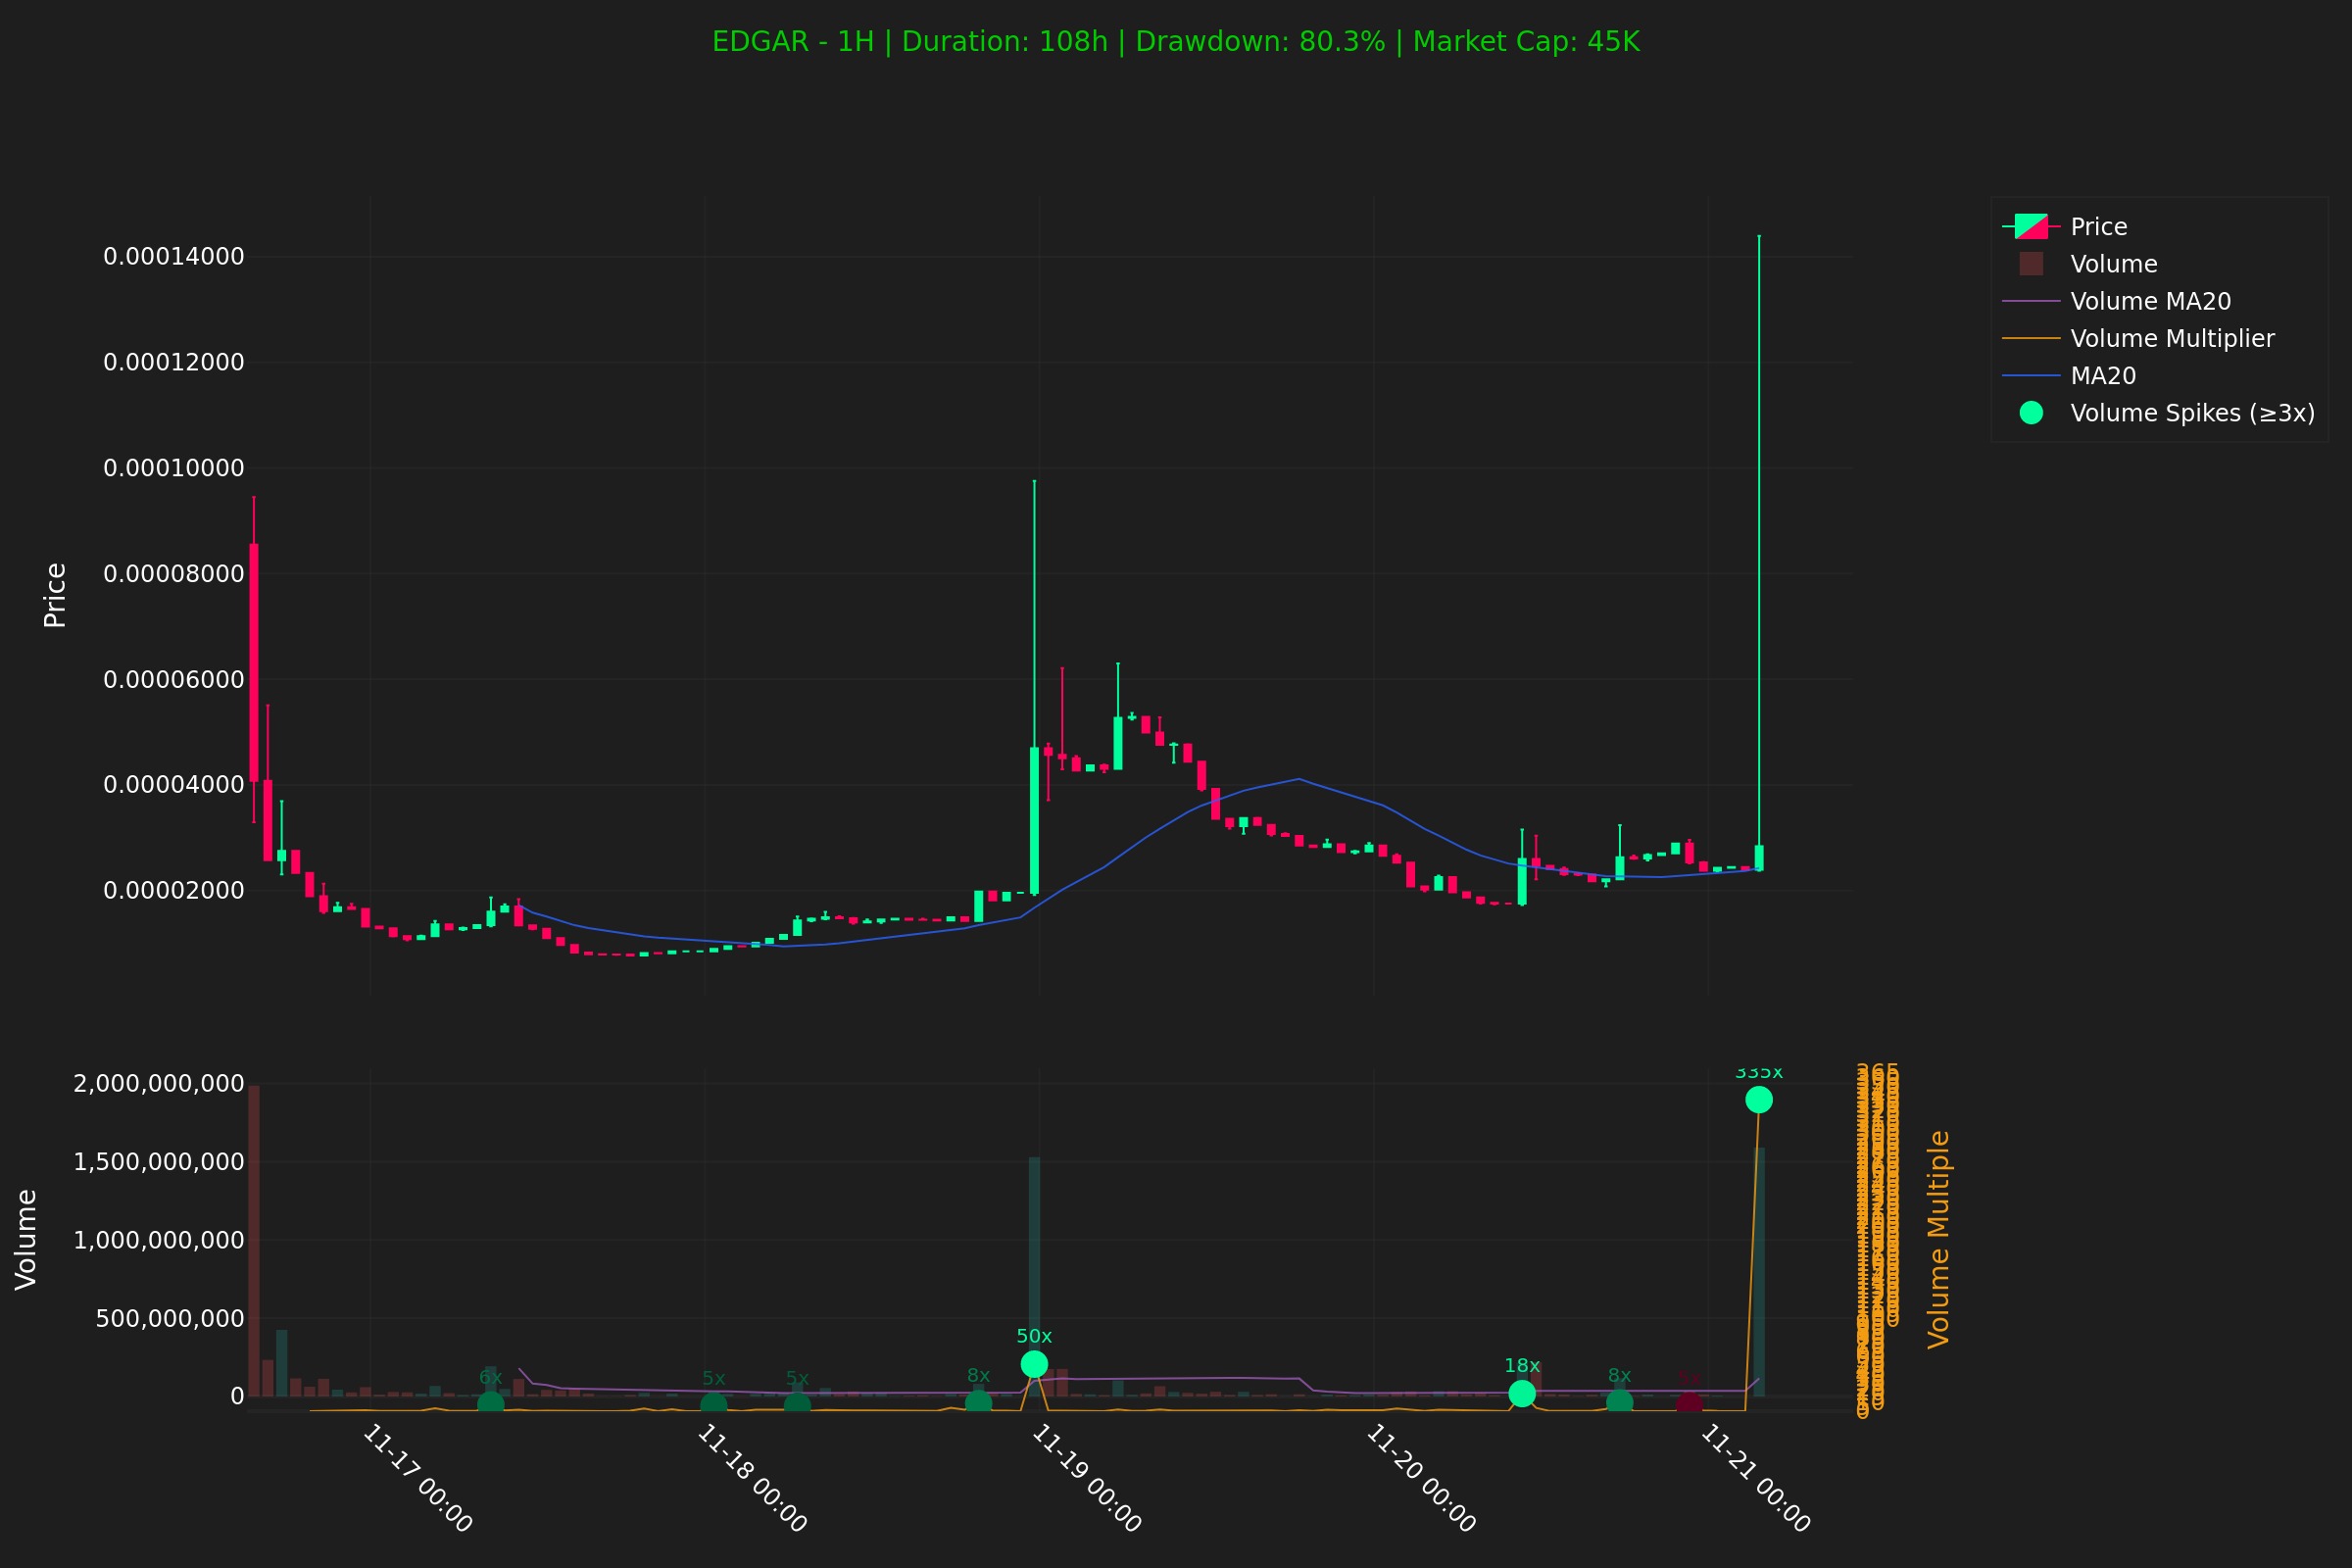 EDGAR - 1H | Duration: 108h | Drawdown: 80.3% | Market Cap: 45K
Price
0.00014000
0.00012000
0.00010000
0.00008000
0.00006000
0.00004000
0.00002000
Price
Volume
Volume MA20
Volume Multiplier
MA20
Volume Spikes (≥3x)
Volume
2,000,000,000
1,500,000,000
1,000,000,000
500,000,000
0
6x
5x
5x
8x
50x
18x
8x
335x
365
0
Volume Multiple
11-17 00:00
11-18 00:00
11-19 00:00
11-20 00:00
11-21 00:00